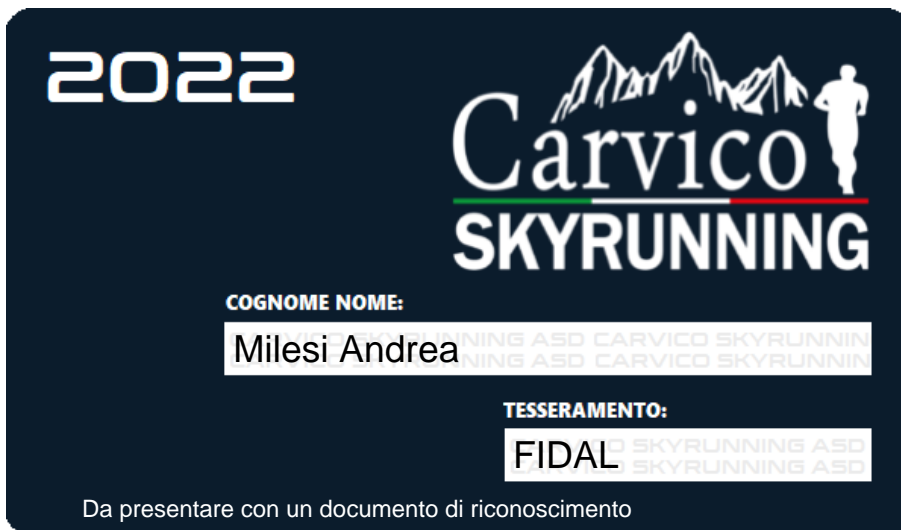 2022
Carvico
SKYRUNNING
COGNOME NOME:
Milesi Andrea
TESSERAMENTO:
FIDAL
Da presentare con un documento di riconoscimento